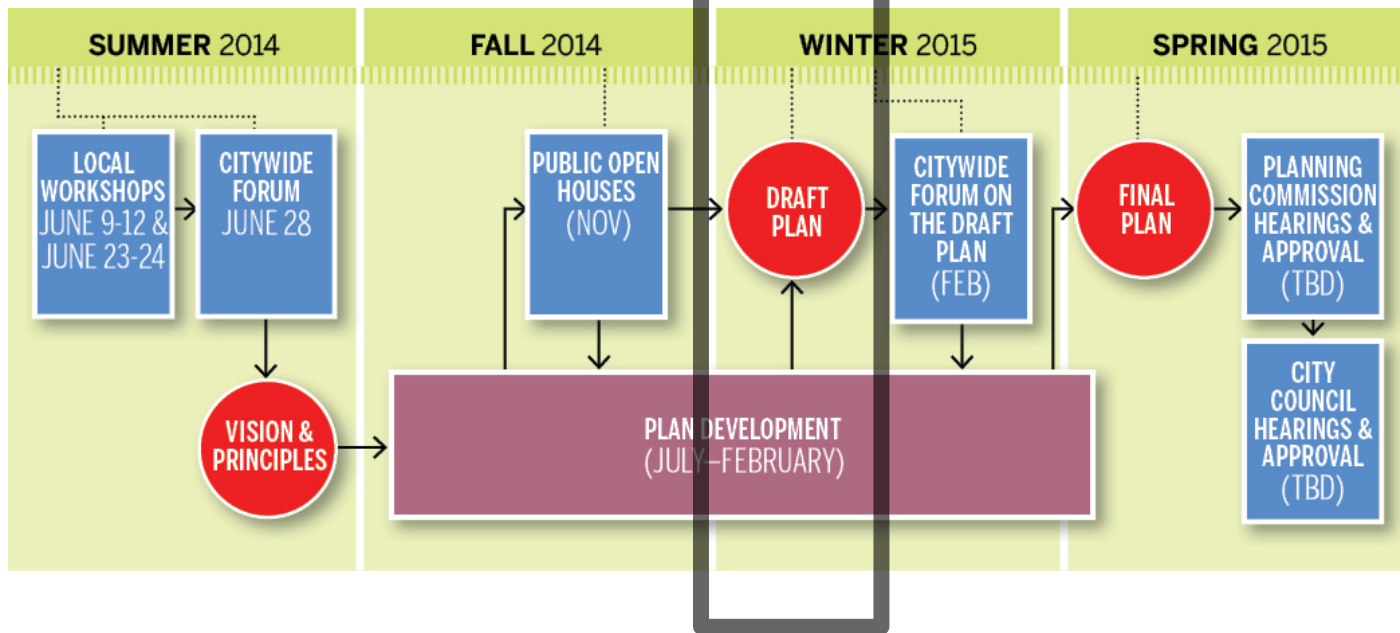 SUMMER 2014
FALL 2014
WINTER 2015
SPRING 2015
LOCAL
WORKSHOPS
JUNE 9-12 &
JUNE 23-24
CITYWIDE
FORUM
JUNE 28
VISION &
PRINCIPLES
PUBLIC OPEN
HOUSES
(NOV)
PLAN DEVELOPMENT
(JULY–FEBRUARY)
DRAFT
PLAN
CITYWIDE
FORUM ON
THE DRAFT
PLAN
(FEB)
FINAL
PLAN
PLANNING
COMMISSION
HEARINGS &
APPROVAL
(TBD)
CITY
COUNCIL
HEARINGS &
APPROVAL
(TBD)